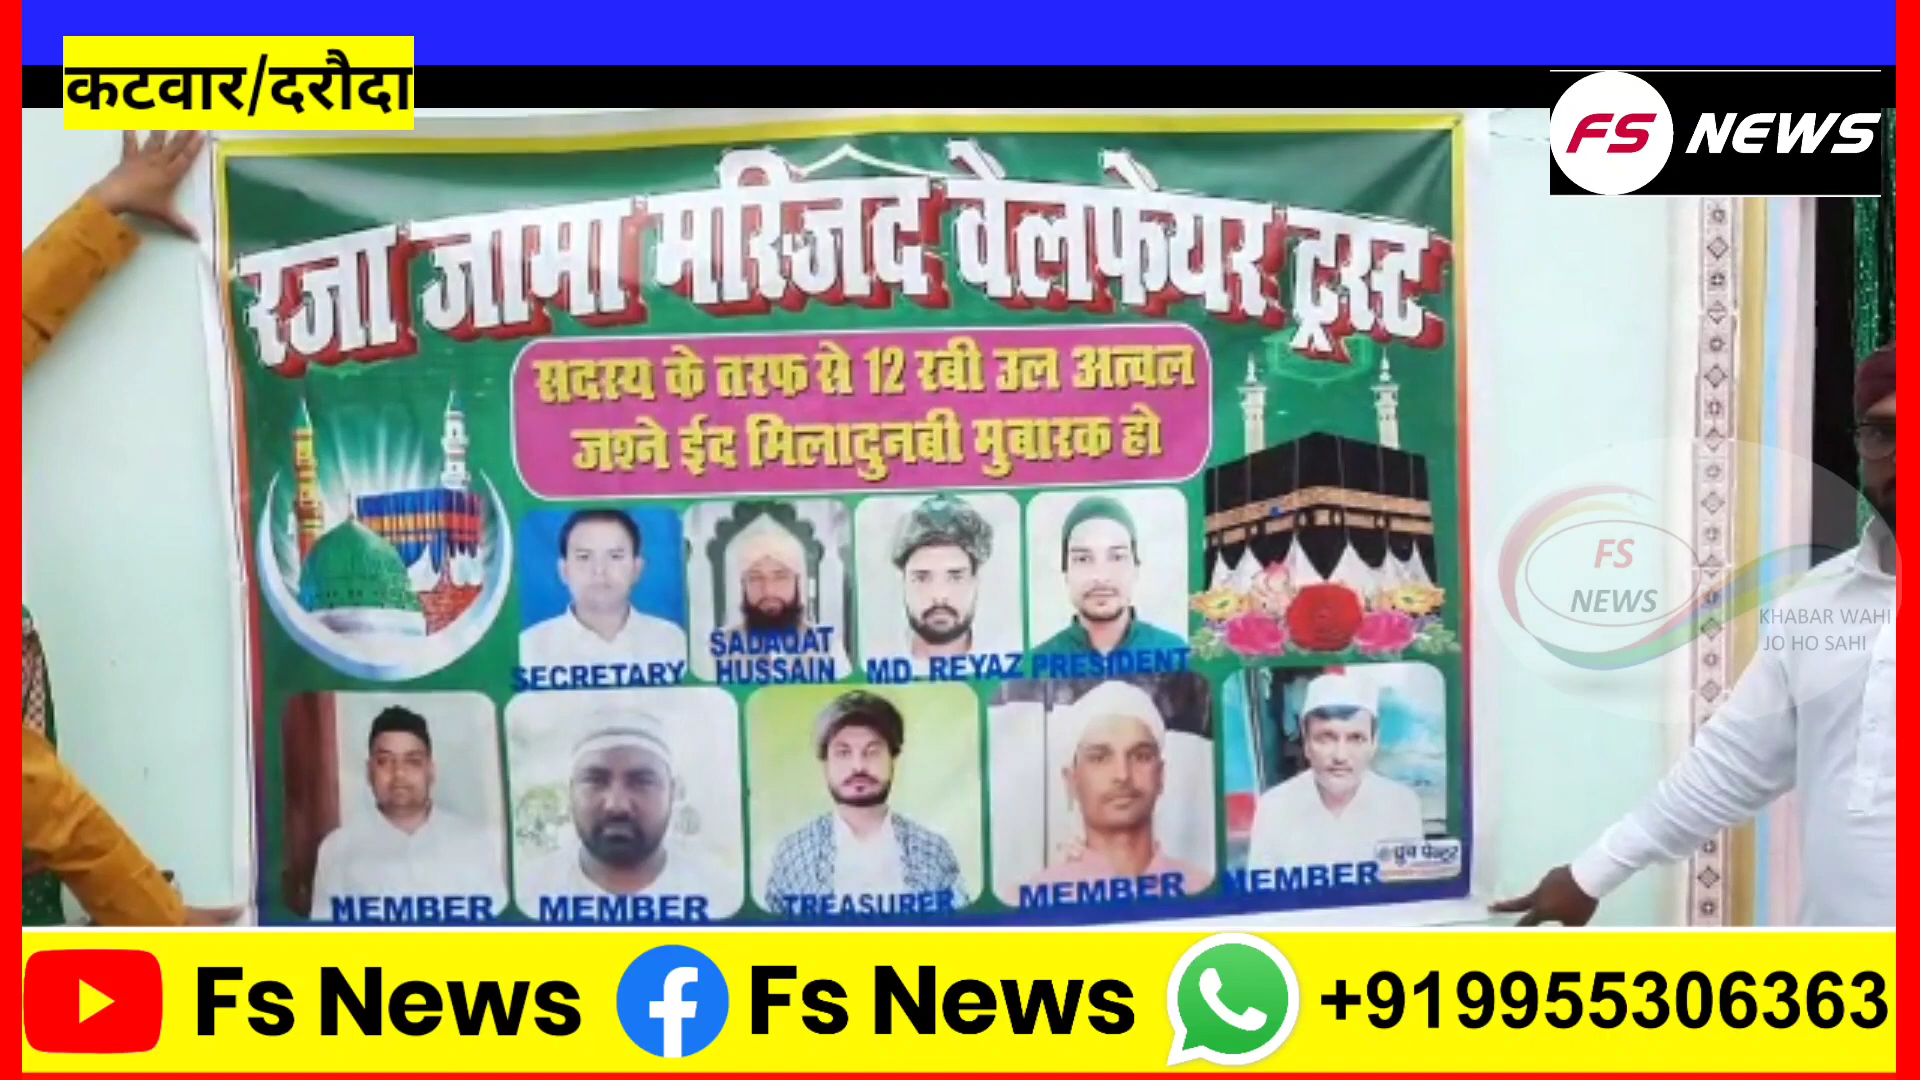 कटवार/दरौदा
FS NEWS
रजा जामा मस्जिद वेलफेयर ट्रस्ट
सदस्य के तरफ से 12 रबी उल अव्वल
जश्ने ईद मिलादुनबी मुबारक हो
SECRETARY
SADAQAT
HUSSAIN
MD. REYAZ
PRESIDENT
FS
NEWS
KHABAR WAHI
JO HO SAHI
MEMBER
MEMBER
TREASURER
MEMBER
MEMBER
Fs News
Fs News
+919955306363